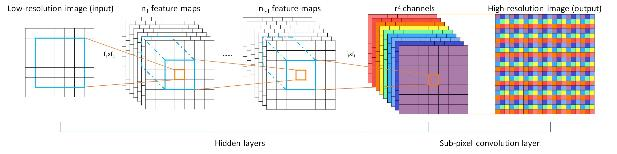 Low-resolution image (input)
n₁ feature maps
nₗ₋₁ feature maps
r² channels
High resolution image (output)
......
Hidden layers
Sub-pixel convolution layer